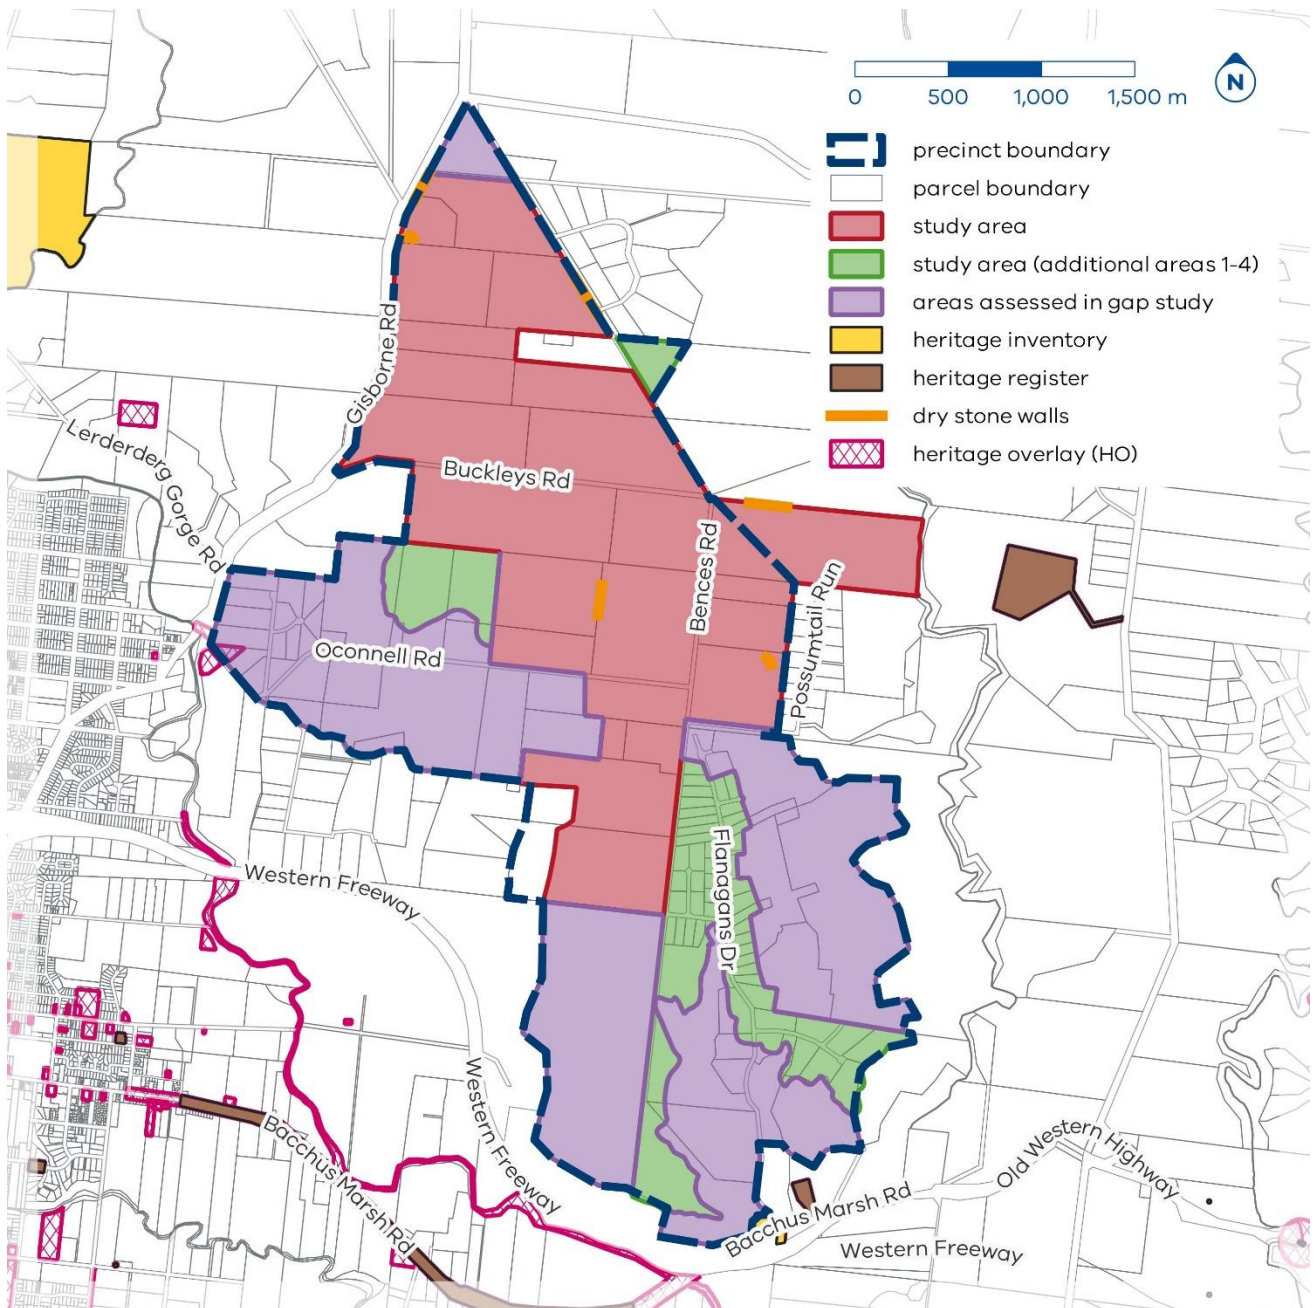 N
0 500 1,000 1,500 m
precinct boundary
parcel boundary
study area
study area (additional areas 1-4)
areas assessed in gap study
heritage inventory
heritage register
dry stone walls
heritage overlay (HO)
Gisborne Rd
Lerderderg Gorge Rd
Buckleys Rd
Bences Rd
Possumtail Run
Oconnell Rd
Flanagans Dr
Western Freeway
Western Freeway
Bacchus Marsh Rd
Old Western Highway
Bacchus Marsh Rd
Western Freeway